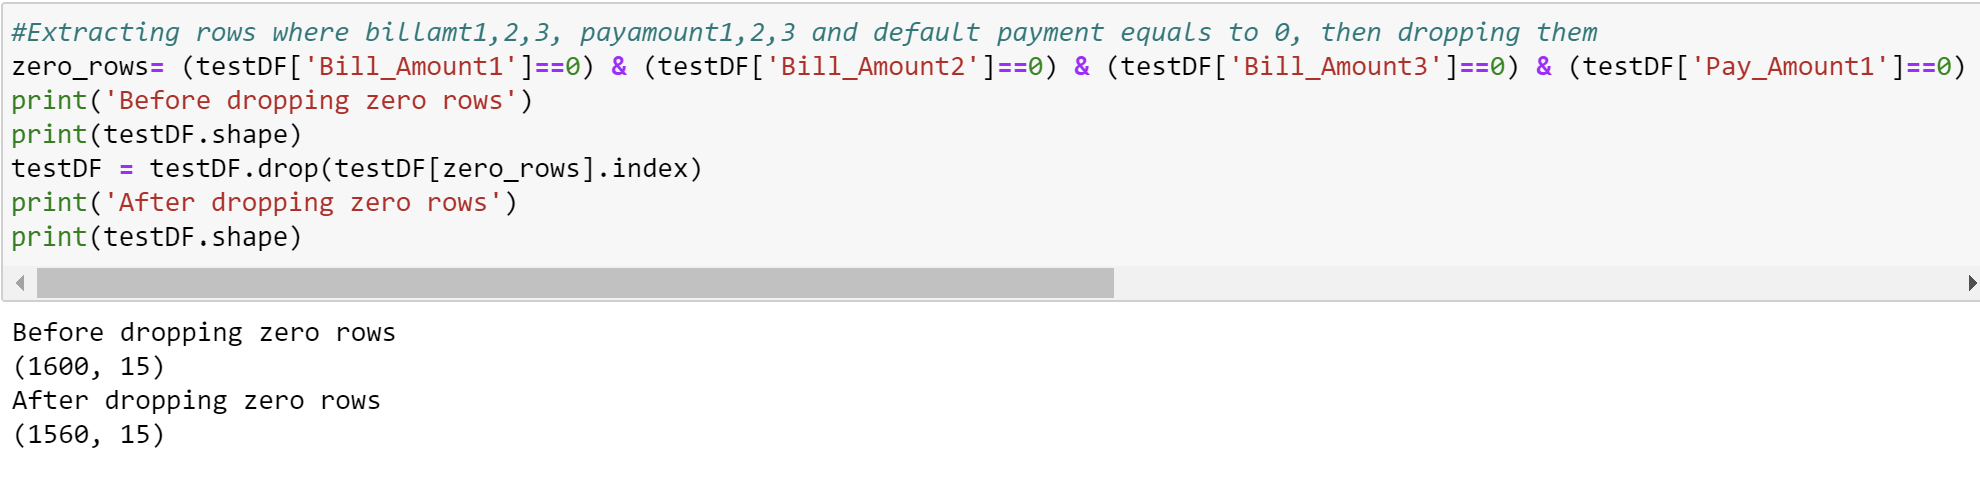 #Extracting rows where billamt1,2,3, payamount1,2,3 and default payment equals to 0, then dropping them
zero_rows= (testDF['Bill_Amount1']==0) & (testDF['Bill_Amount2']==0) & (testDF['Bill_Amount3']==0) & (testDF['Pay_Amount1']==0)
print('Before dropping zero rows')
print(testDF.shape)
testDF = testDF.drop(testDF[zero_rows].index)
print('After dropping zero rows')
print(testDF.shape)
Before dropping zero rows
(1600, 15)
After dropping zero rows
(1560, 15)